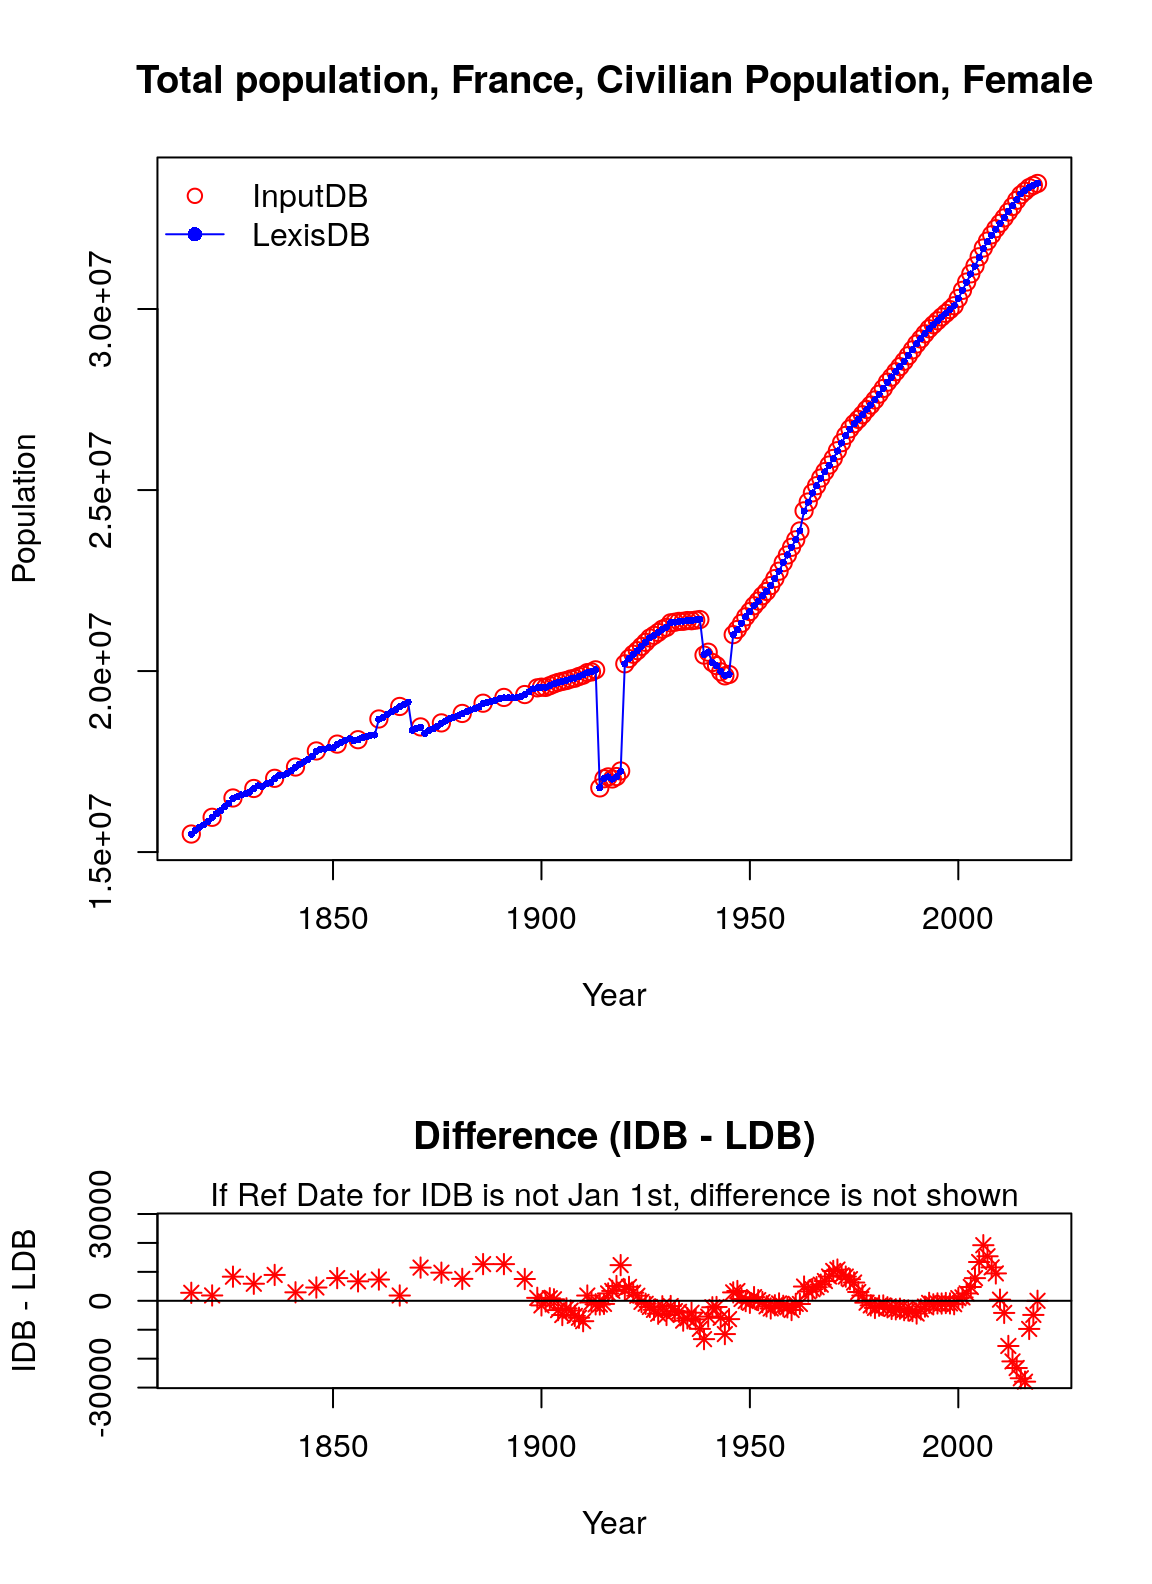 Total population, France, Civilian Population, Female
InputDB
LexisDB
Population
1.5e+07
2.0e+07
2.5e+07
3.0e+07
1850
1900
1950
2000
Year
Difference (IDB - LDB)
If Ref Date for IDB is not Jan 1st, difference is not shown
IDB - LDB
-30000
0
30000
1850
1900
1950
2000
Year